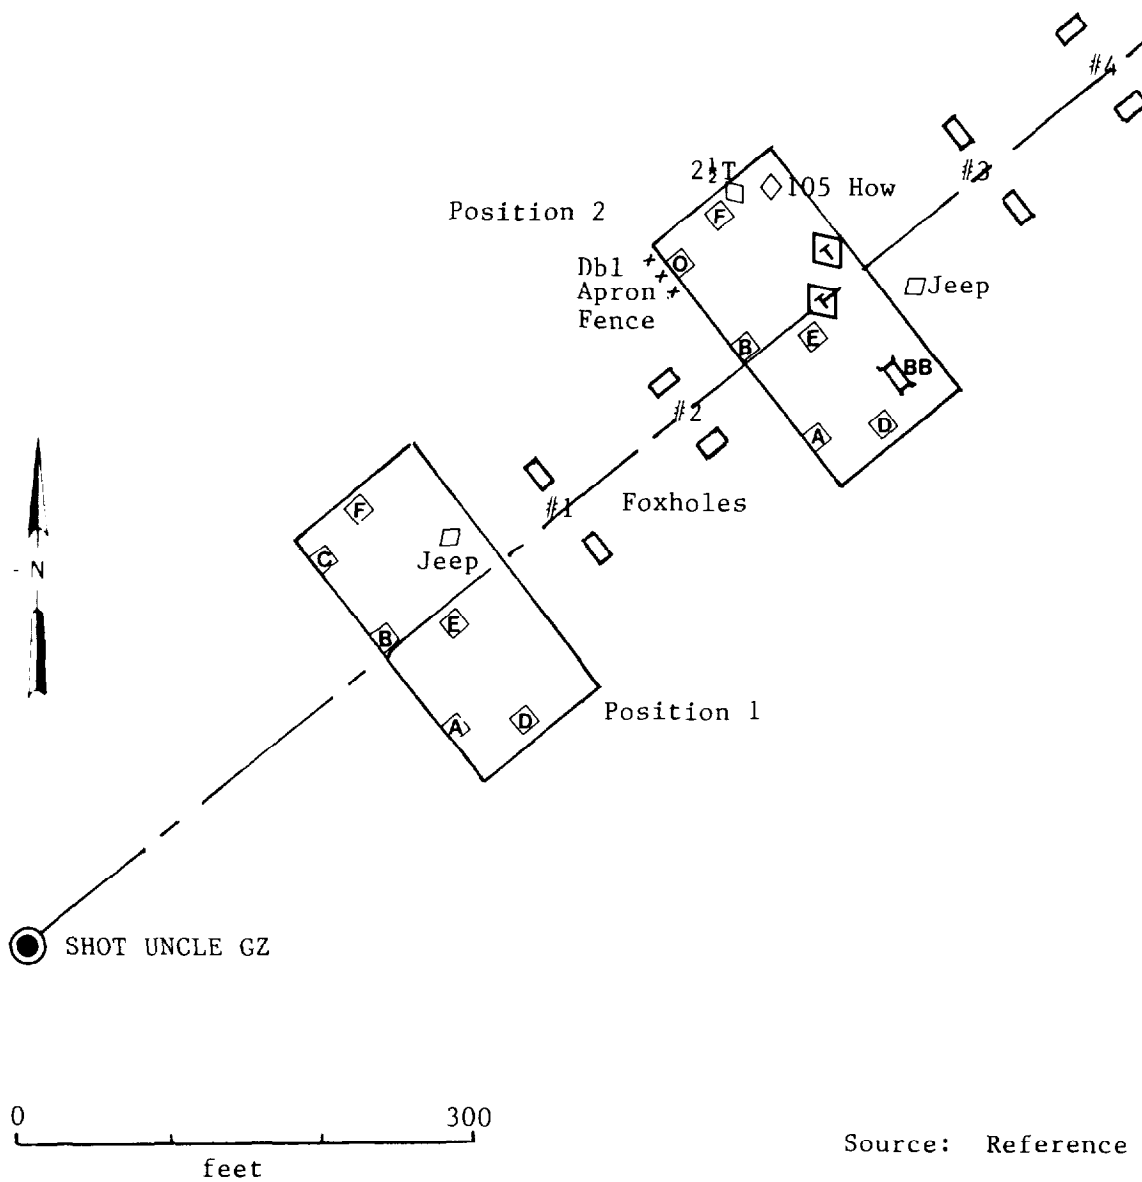 #4
#3
2½T
105 How
F
Position 2
O
T
Dbl
Apron
Fence
Jeep
T
B
E
BB
#2
A
D
Foxholes
#1
F
Jeep
C
N
B
E
Position 1
A
D
SHOT UNCLE GZ
0 300
feet
Source: Reference